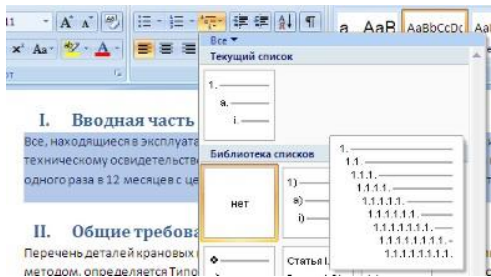 11 A A
a AaB AaBbCcDc Aa
x² Aa A
Все
Текущий список
1.
a.
i.
I. Вводная часть
Все, находящиеся в эксплуата
техническому освидетельств
одного раза в 12 месяцев с це
Библиотека списков
нет
1)
a)
i)
1.
1.1.
1.1.1.
1.1.1.1.
1.1.1.1.1.
1.1.1.1.1.1.
1.1.1.1.1.1.1.
1.1.1.1.1.1.1.1.
1.1.1.1.1.1.1.1.1.
II. Общие требова
Перечень деталей крановых
методом, определяется Типо
Статья I.